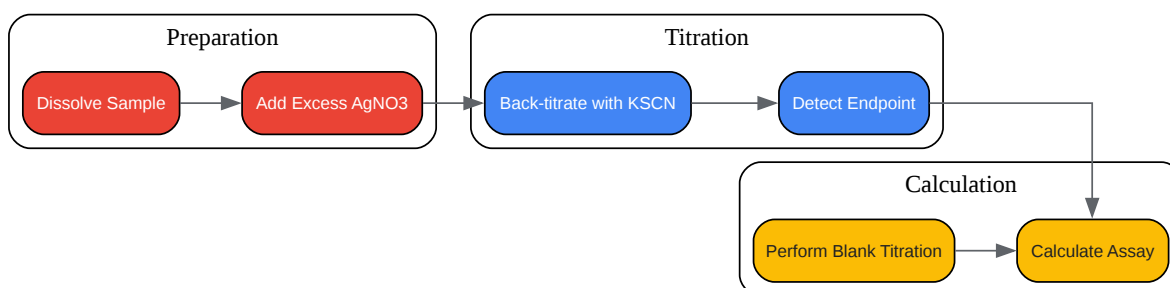 Preparation
Dissolve Sample
Add Excess AgNO3
Titration
Back-titrate with KSCN
Detect Endpoint
Calculation
Perform Blank Titration
Calculate Assay